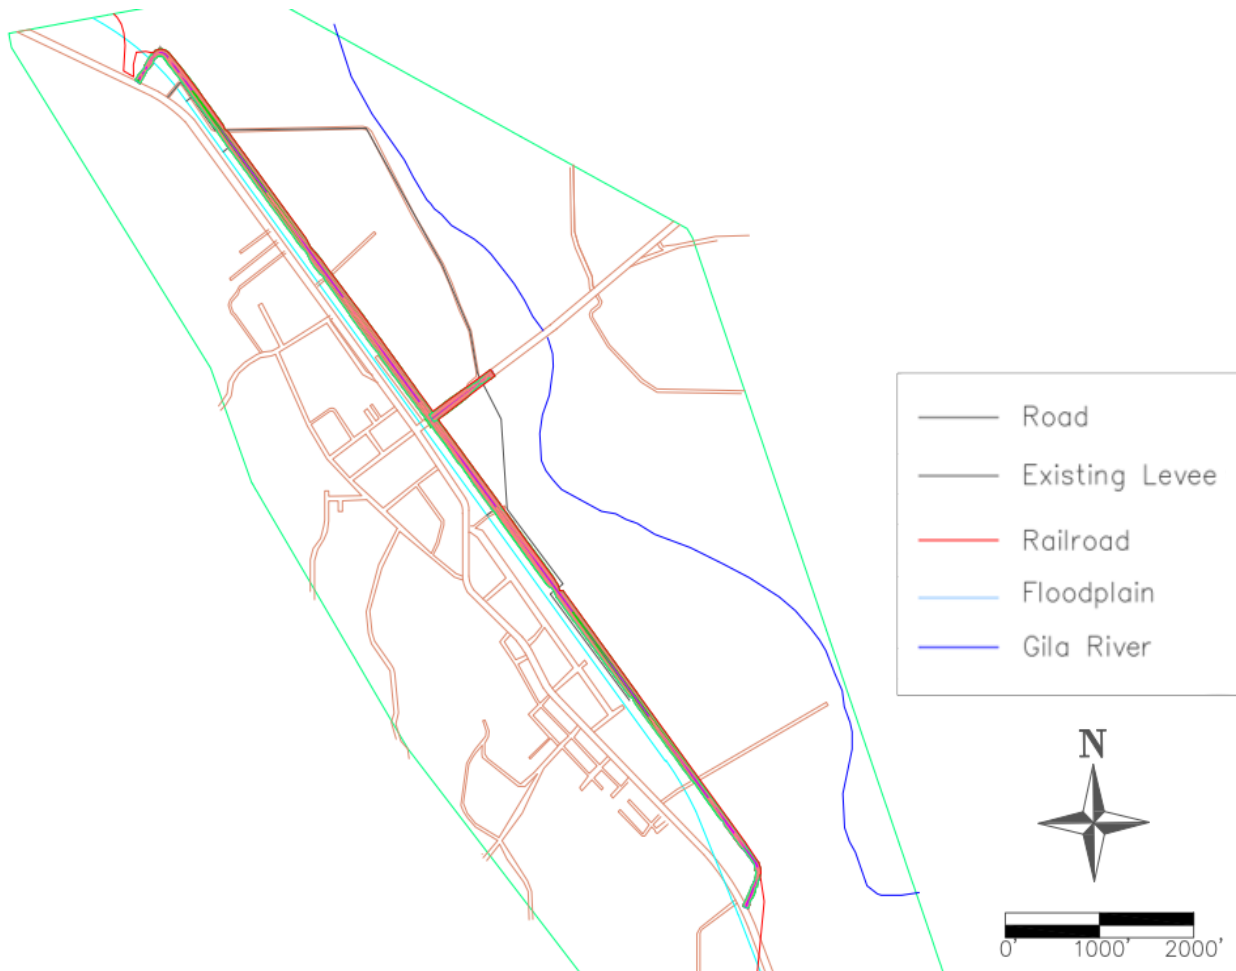 Road
Existing Levee
Railroad
Floodplain
Gila River
N
0' 1000' 2000'